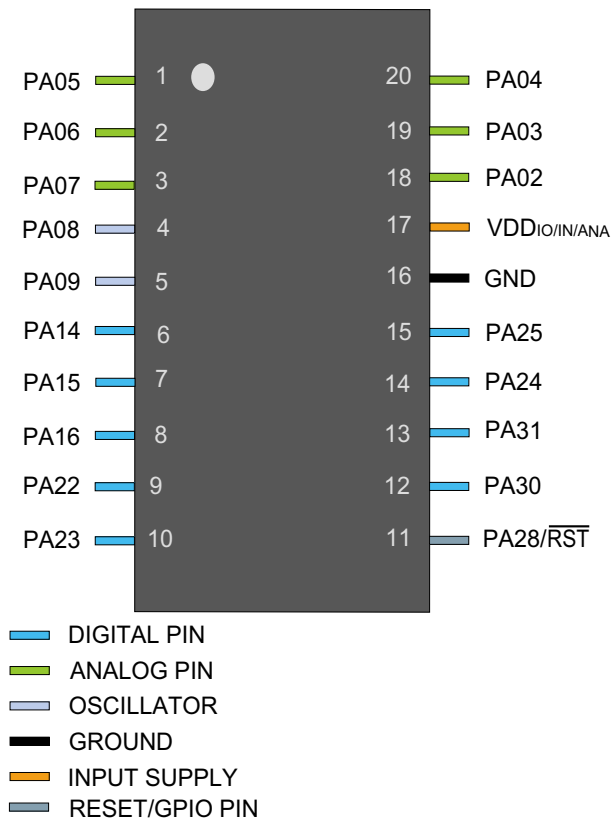 PA05 1 20 PA04
PA06 2 19 PA03
PA07 3 18 PA02
PA08 4 17 VDDIO/IN/ANA
PA09 5 16 GND
PA14 6 15 PA25
PA15 7 14 PA24
PA16 8 13 PA31
PA22 9 12 PA30
PA23 10 11 PA28/R̅S̅T̅
DIGITAL PIN
ANALOG PIN
OSCILLATOR
GROUND
INPUT SUPPLY
RESET/GPIO PIN